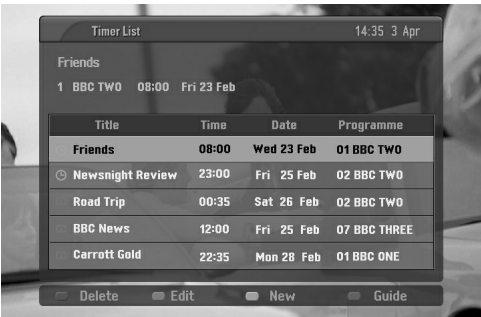 Timer List 14:35 3 Apr
Friends
1 BBC TWO 08:00 Fri 23 Feb
Title Time Date Programme
Friends 08:00 Wed 23 Feb 01 BBC TWO
Newsnight Review 23:00 Fri 25 Feb 02 BBC TWO
Road Trip 00:35 Sat 26 Feb 02 BBC TWO
BBC News 12:00 Fri 25 Feb 07 BBC THREE
Carrott Gold 22:35 Mon 28 Feb 01 BBC ONE
Delete Edit New Guide